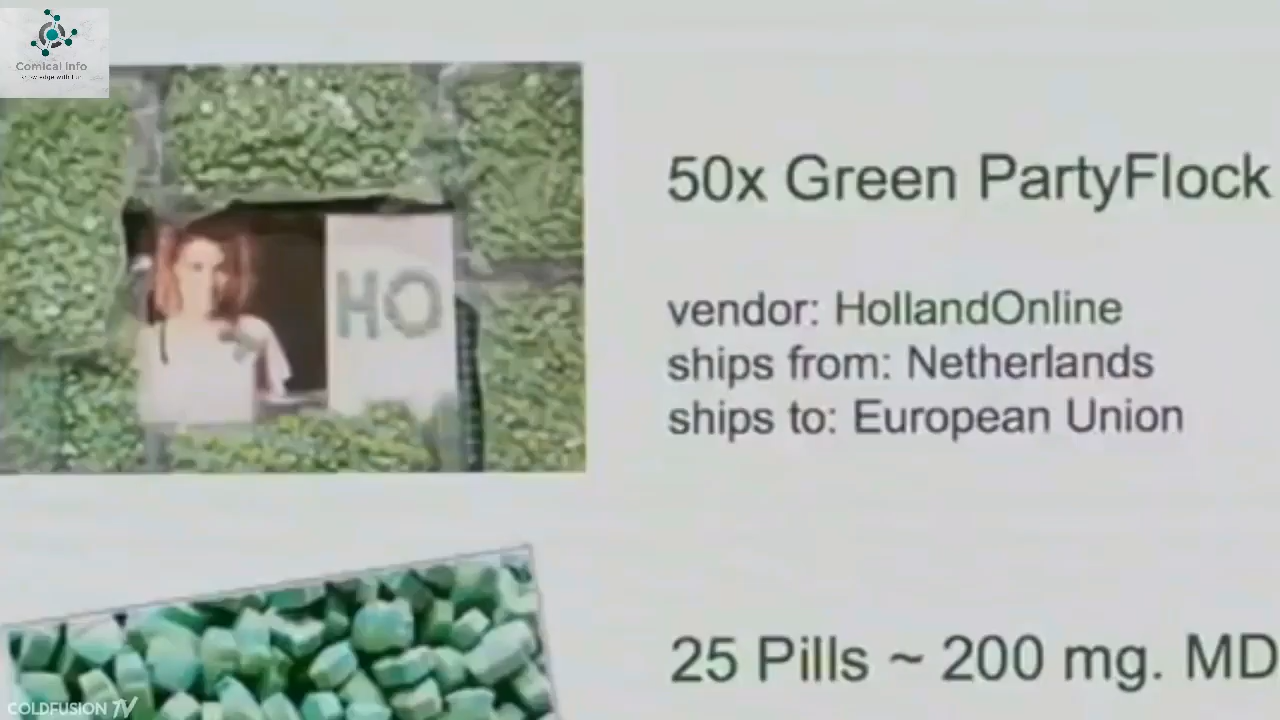 Comical Info
50x Green PartyFlock
HO
vendor: HollandOnline
ships from: Netherlands
ships to: European Union
25 Pills ~ 200 mg. MD
COLDFUSION TV